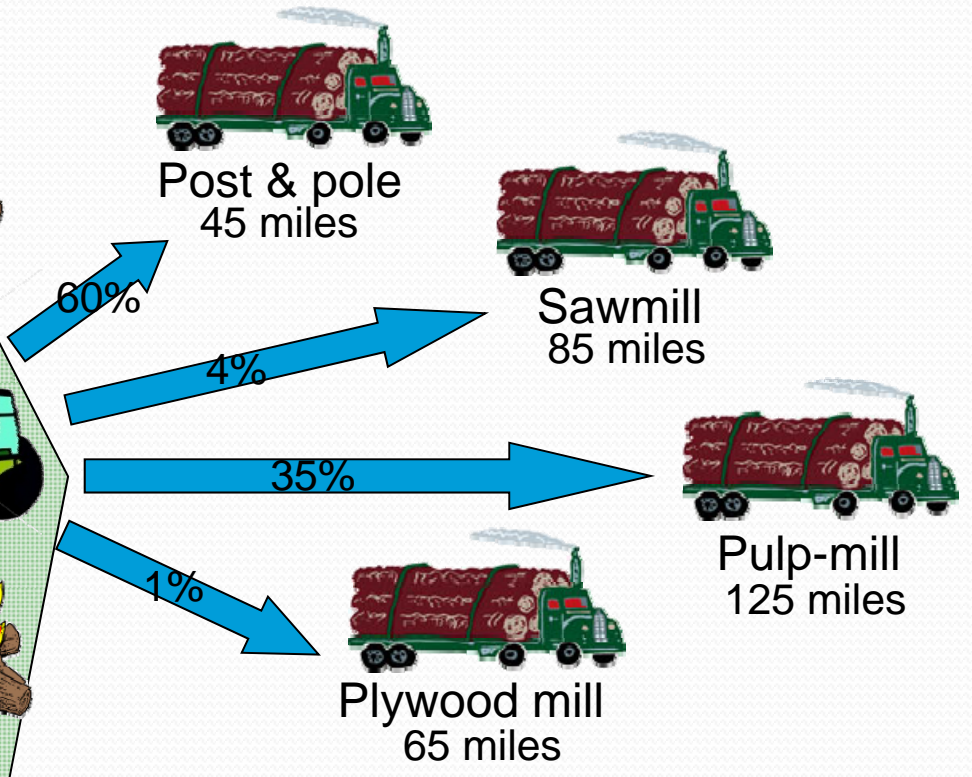 Post & pole
45 miles
60%
Sawmill
85 miles
4%
35%
Pulp-mill
125 miles
1%
Plywood mill
65 miles